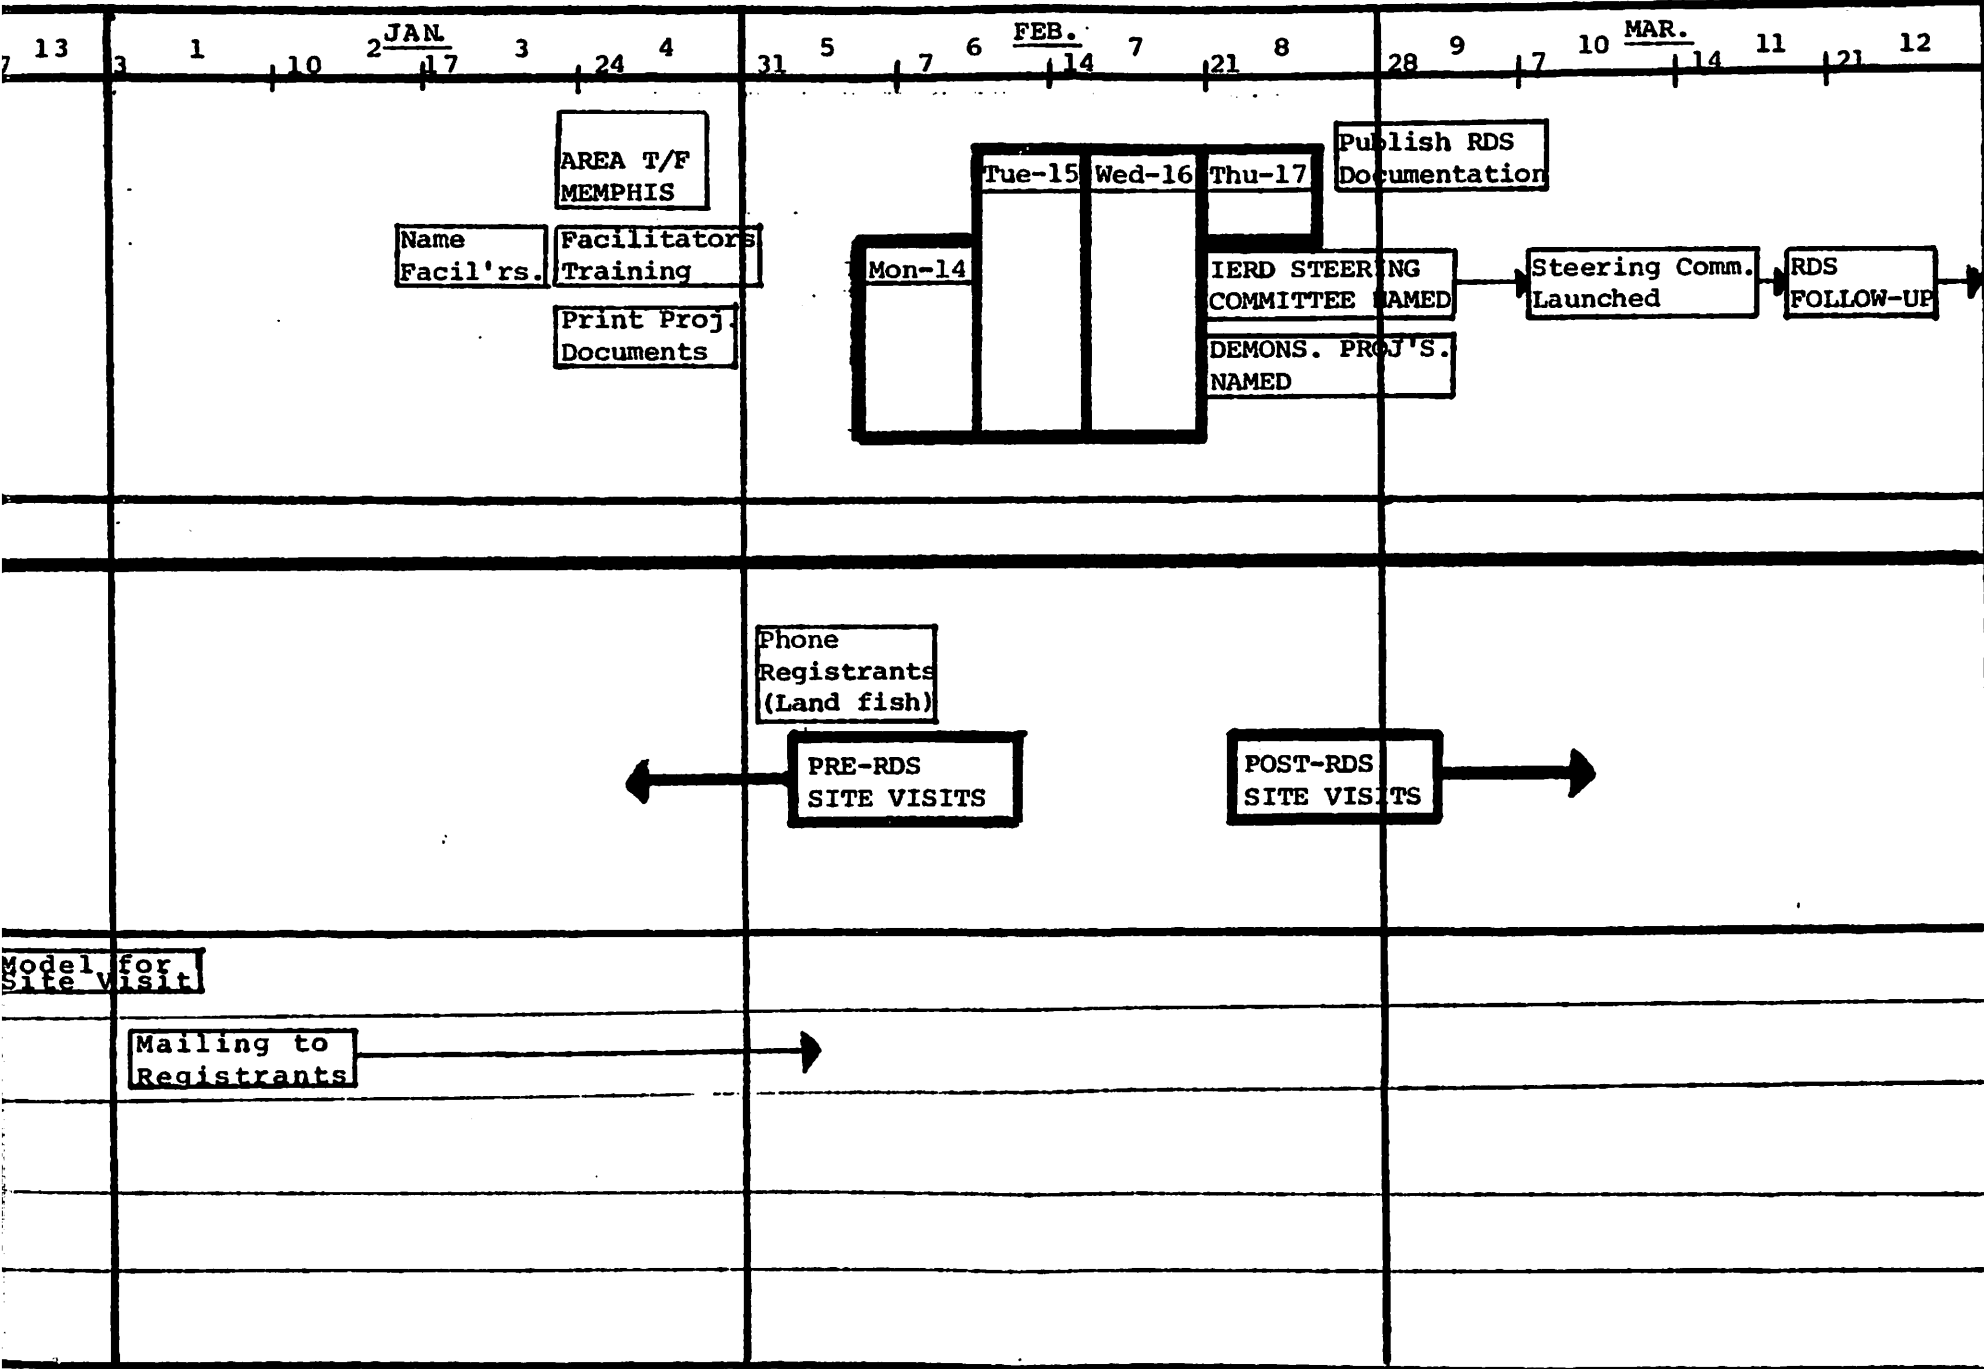 JAN. FEB. MAR.
13 1 2 3 4 5 6 7 8 9 10 11 12
7 3 10 17 24 31 7 14 21 28 7 14 21
AREA T/F
MEMPHIS
Name
Facil'rs.
Facilitators
Training
Print Proj.
Documents
Mon-14
Tue-15
Wed-16
Thu-17
Publish RDS
Documentation
IERD STEERING
COMMITTEE NAMED
DEMONS. PROJ'S.
NAMED
Steering Comm.
Launched
RDS
FOLLOW-UP
Phone
Registrants
(Land fish)
PRE-RDS
SITE VISITS
POST-RDS
SITE VISITS
Model for
Site Visit
Mailing to
Registrants